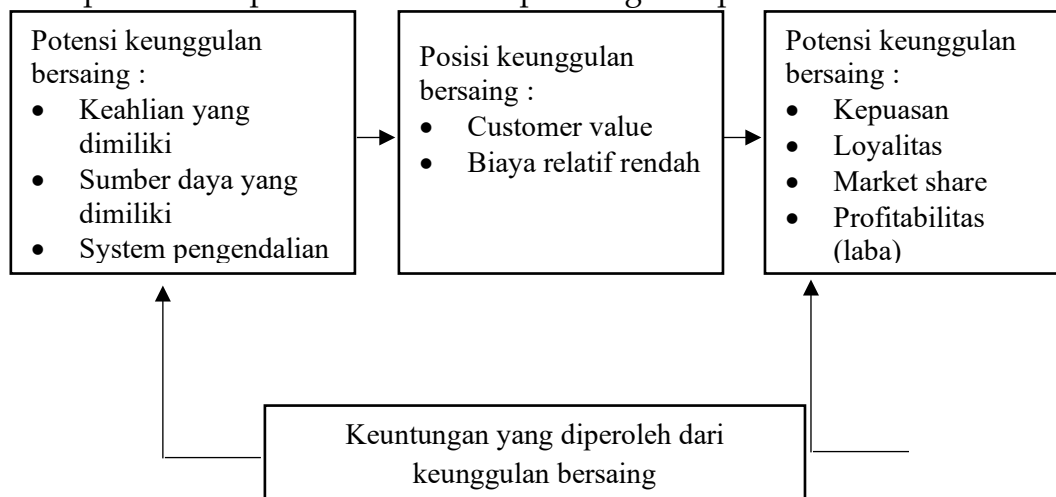 Potensi keunggulan
bersaing :
• Keahlian yang
dimiliki
• Sumber daya yang
dimiliki
• System pengendalian
Posisi keunggulan
bersaing :
• Customer value
• Biaya relatif rendah
Potensi keunggulan
bersaing :
• Kepuasan
• Loyalitas
• Market share
• Profitabilitas
(laba)
Keuntungan yang diperoleh dari
keunggulan bersaing